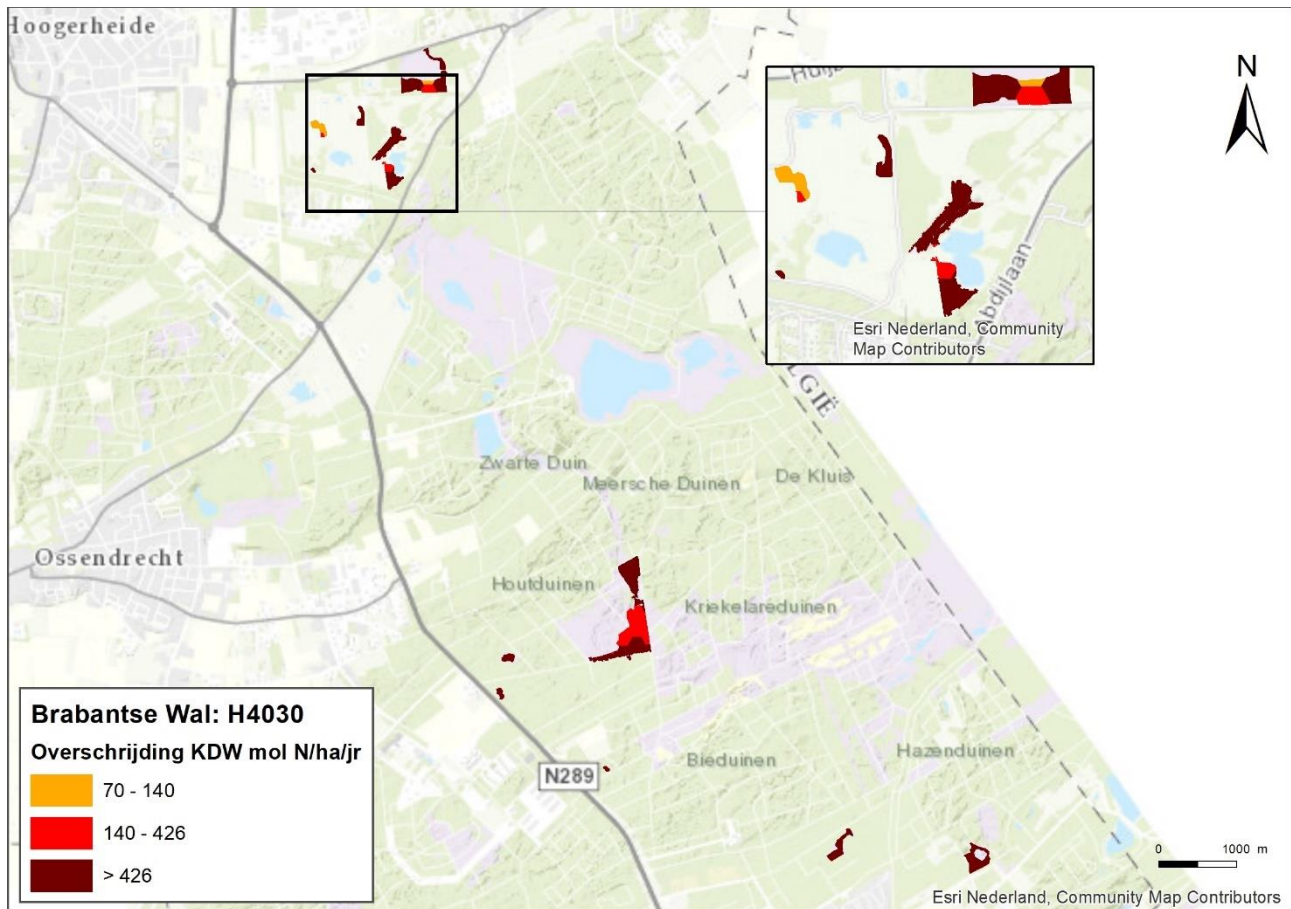 Hoogerheide
Huijb
N
Abdijlaan
Esri Nederland, Community
Map Contributors
LGIË
Zwarte Duin
Meersche Duinen
De Kluis
Ossendrecht
Houtduinen
Kriekelareduinen
Brabantse Wal: H4030
Overschrijding KDW mol N/ha/jr
70 - 140
140 - 426
> 426
N289
Bieduinen
Hazenduinen
0 1000 m
Esri Nederland, Community Map Contributors